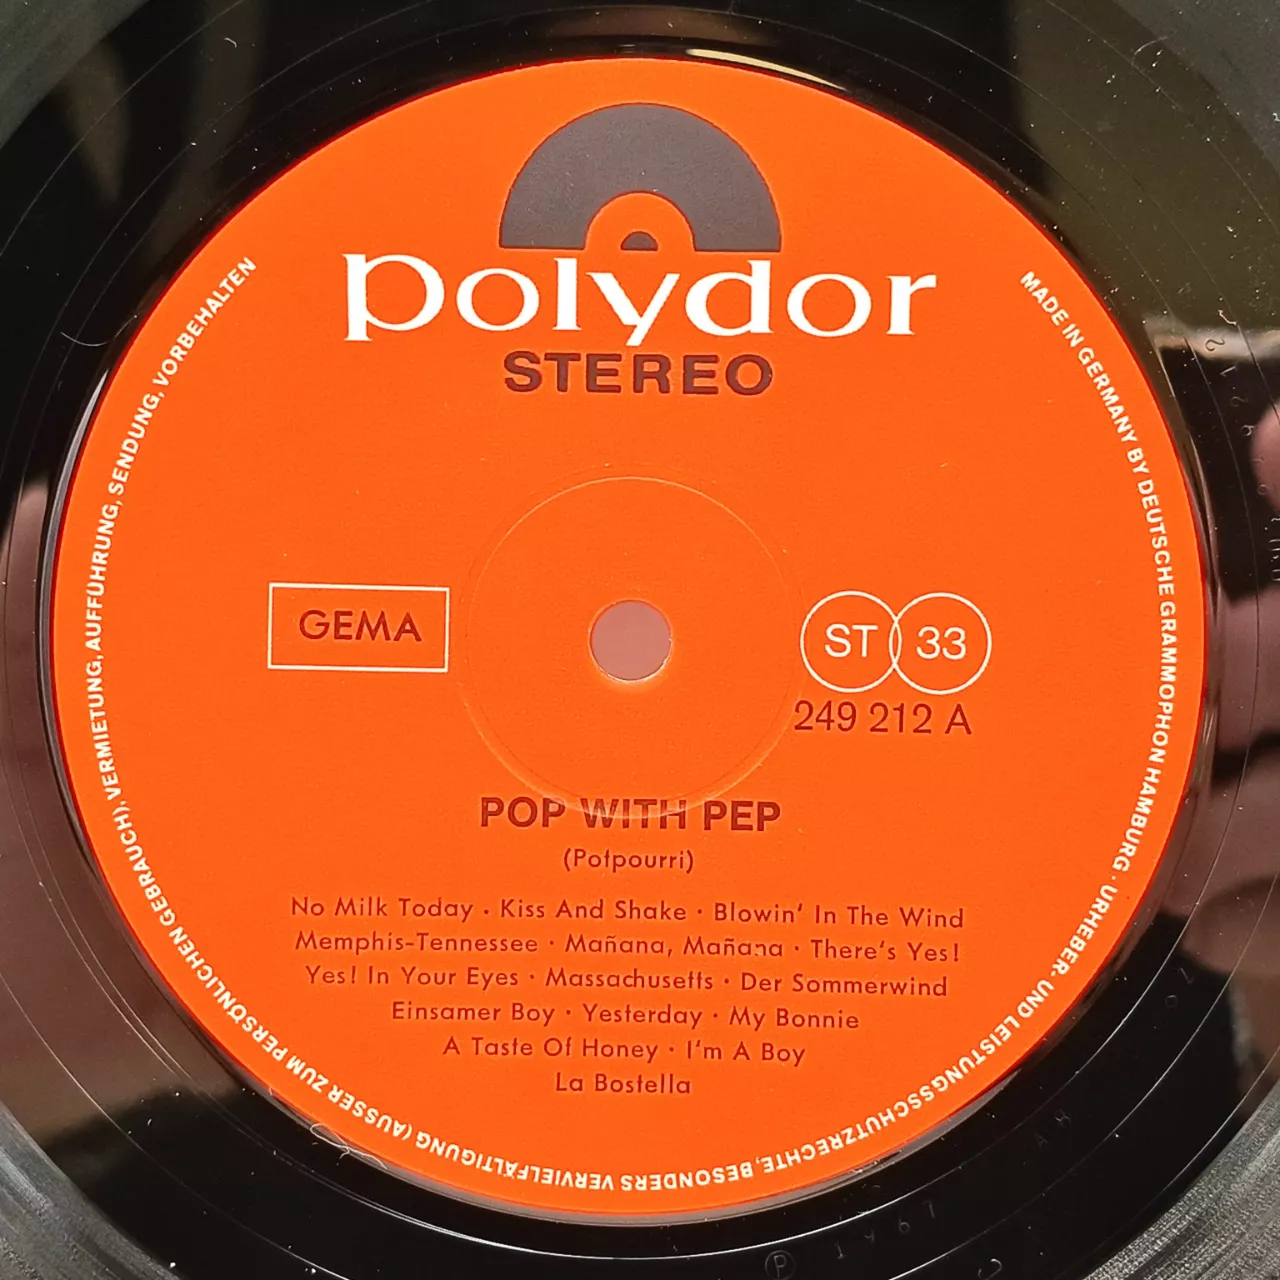 polydor
STEREO
GEMA
ST 33
249 212 A
POP WITH PEP
(Potpourri)
No Milk Today · Kiss And Shake · Blowin' In The Wind
Memphis-Tennessee · Mañana, Mañana · There's Yes!
Yes! In Your Eyes · Massachusetts · Der Sommerwind
Einsamer Boy · Yesterday · My Bonnie
A Taste Of Honey · I'm A Boy
La Bostella
MADE IN GERMANY BY DEUTSCHE GRAMMOPHON HAMBURG · URHEBER- UND LEISTUNGSSCHUTZRECHTE, BESONDERS VERVIELFÄLTIGUNG (AUSSER ZUM PERSÖNLICHEN GEBRAUCH), VERMIETUNG, AUFFÜHRUNG, SENDUNG, VORBEHALTEN
℗ 1967